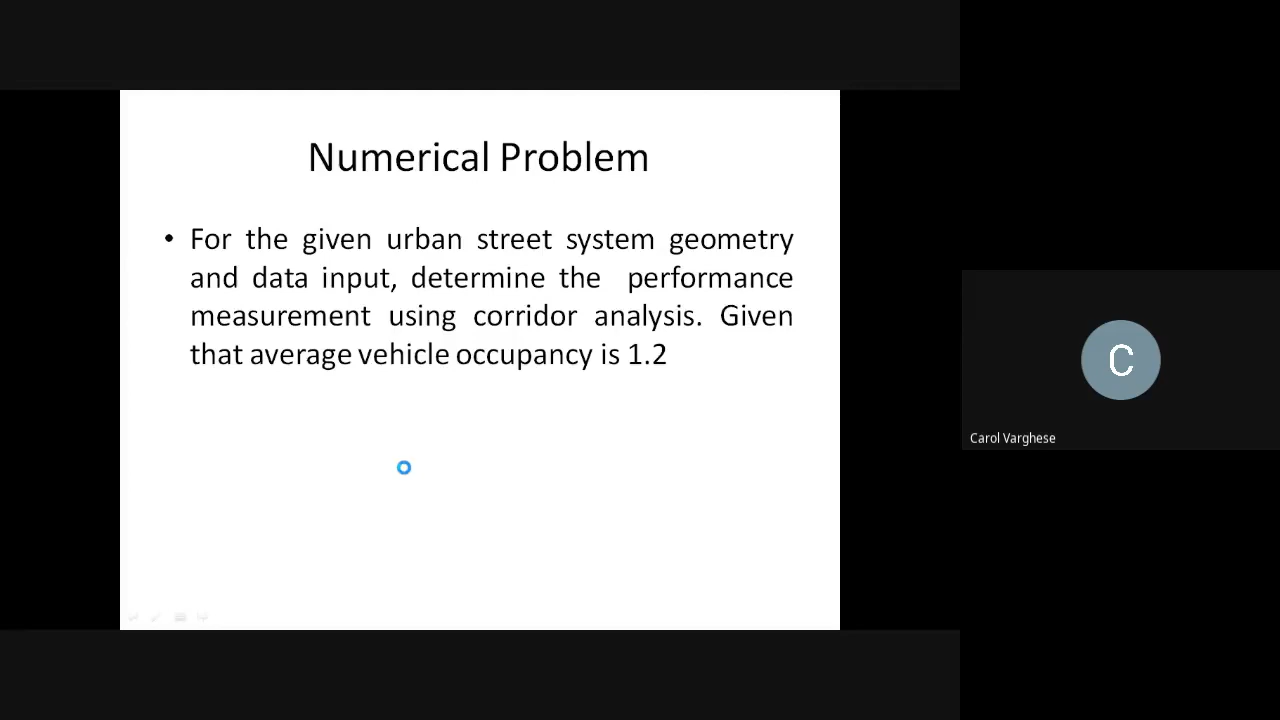 Numerical Problem
• For the given urban street system geometry
and data input, determine the performance
measurement using corridor analysis. Given
that average vehicle occupancy is 1.2
C
Carol Varghese